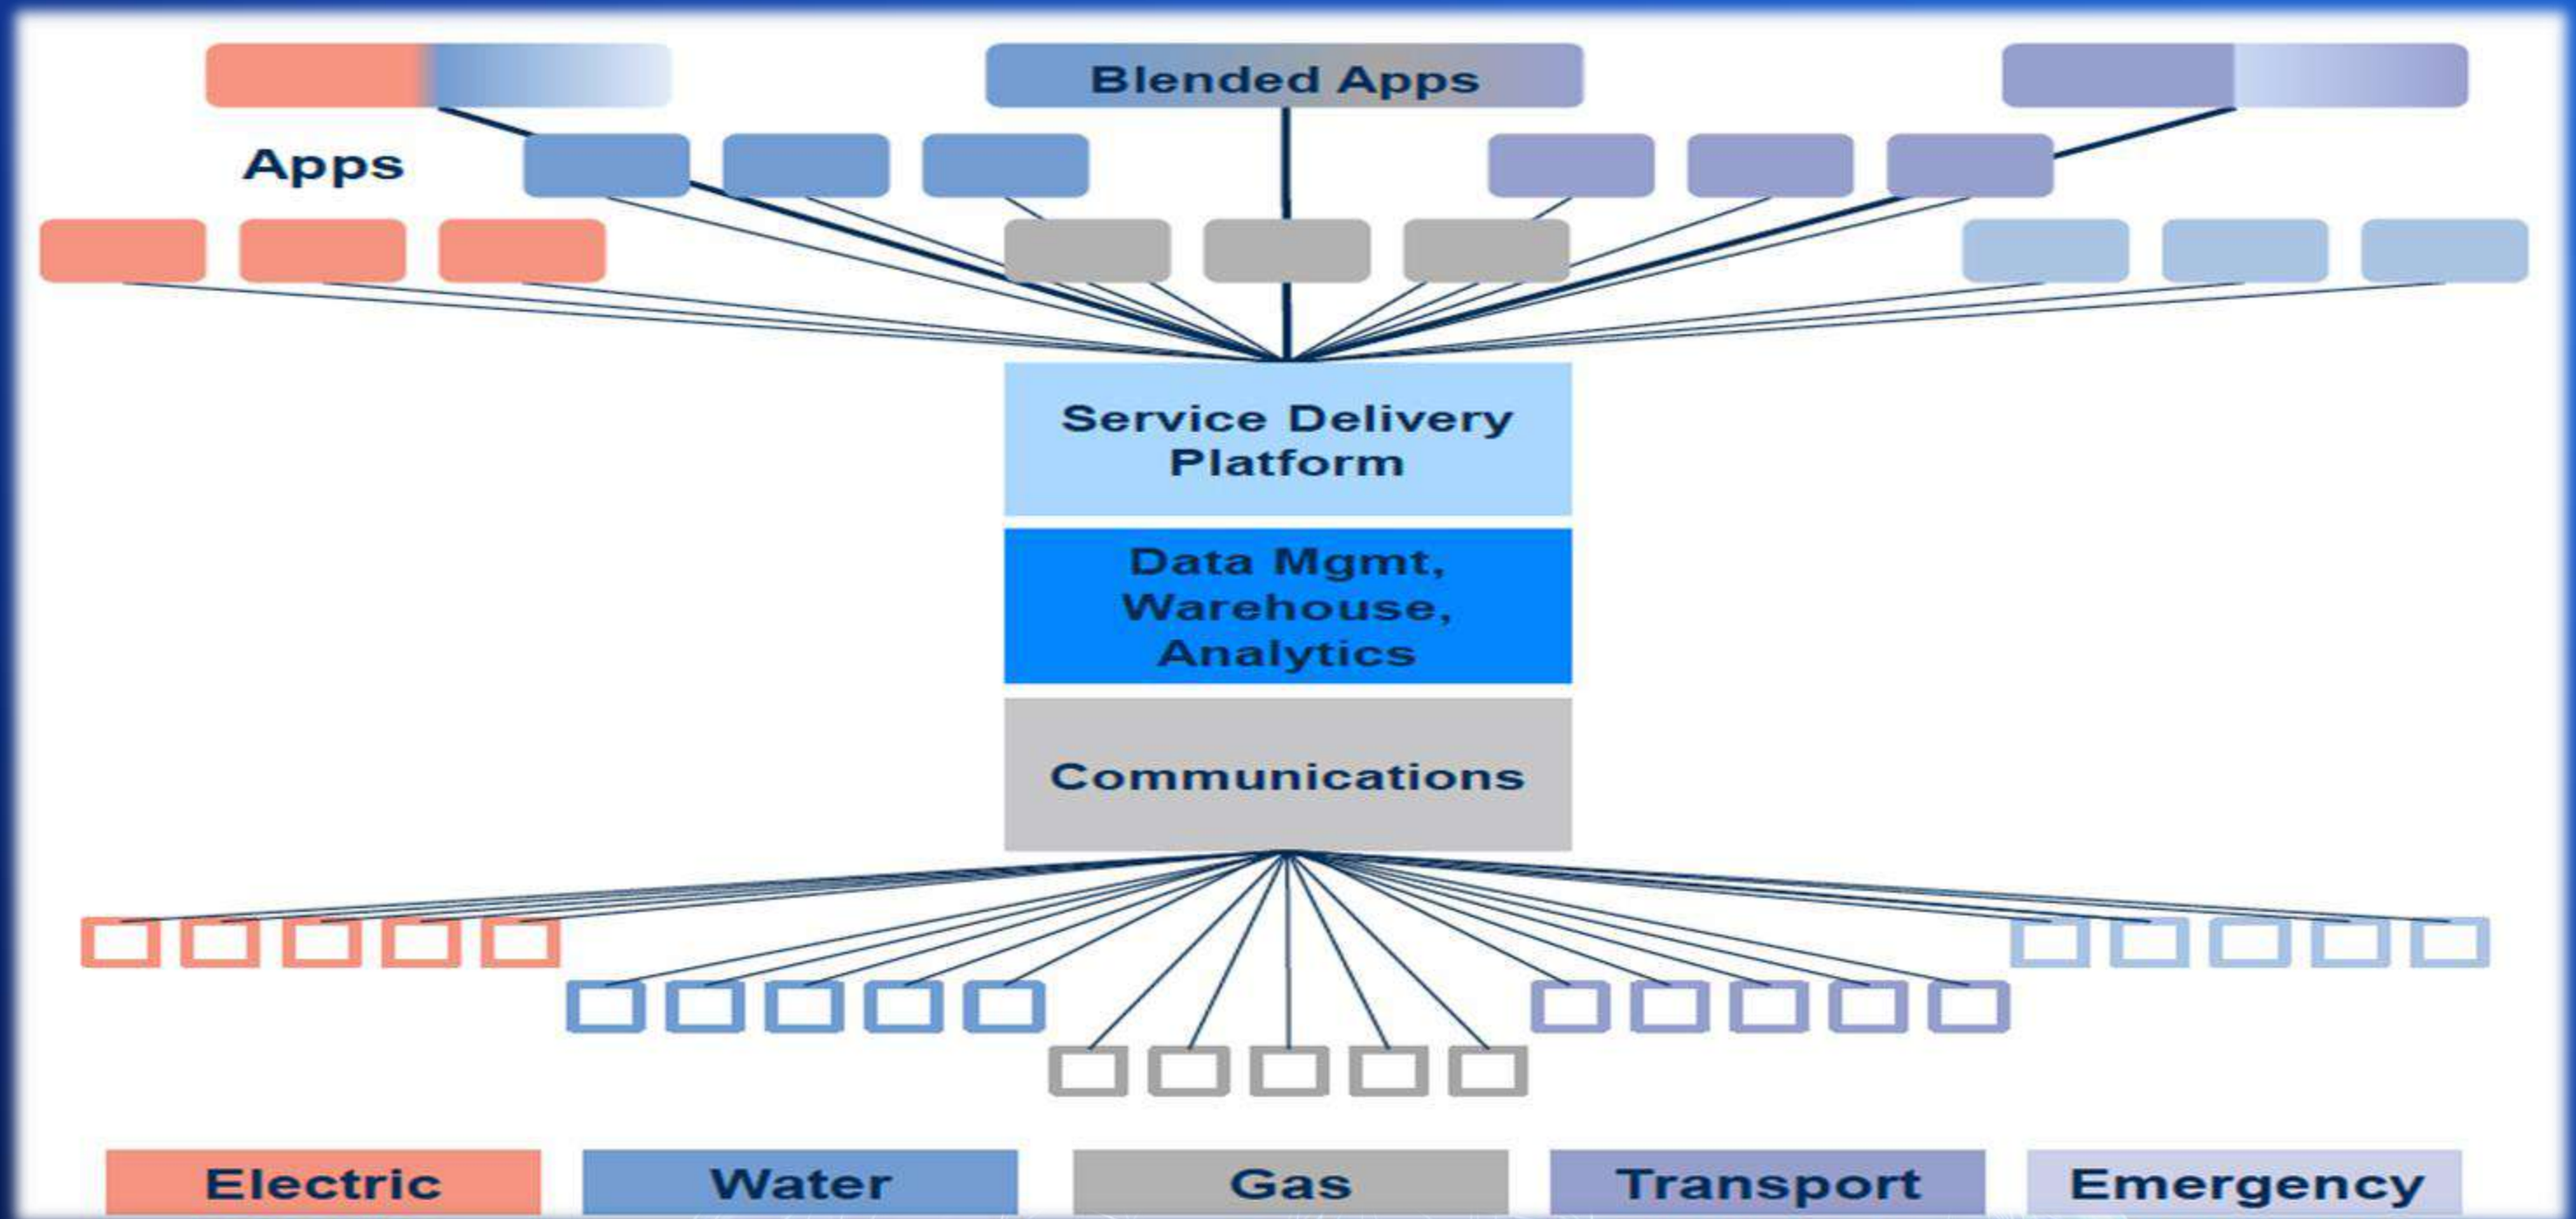 Blended Apps
Apps
Service Delivery
Platform
Data Mgmt,
Warehouse,
Analytics
Communications
Electric
Water
Gas
Transport
Emergency